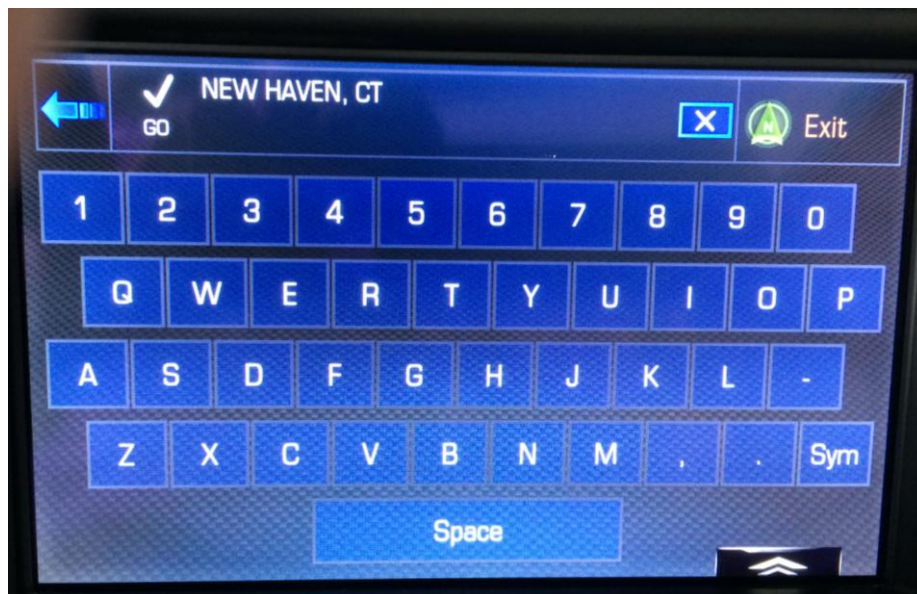 NEW HAVEN, CT
GO
N
Exit
1 2 3 4 5 6 7 8 9 0
Q W E R T Y U I O P
A S D F G H J K L -
Z X C V B N M , . Sym
Space